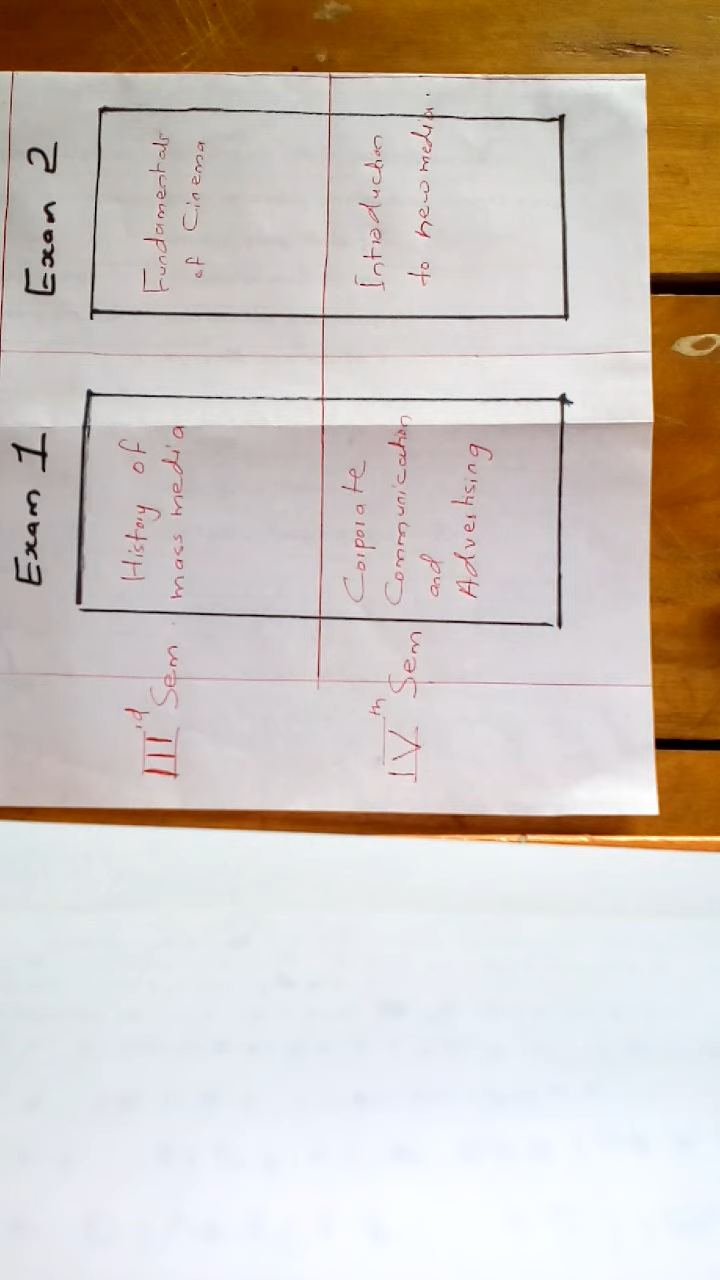 Exam 1
Exam 2
IIIrd Sem.
History of
mass media
Fundamentals
of Cinema
IVth Sem
Corporate
Communication
and
Advertising
Introduction
to new media.